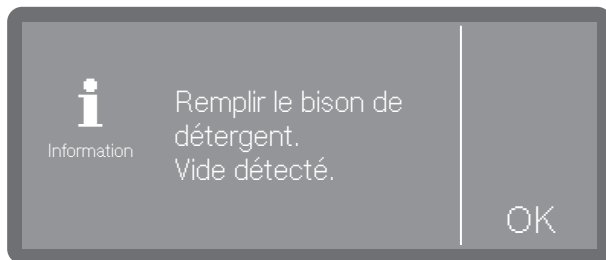 Information
Remplir le bison de
détergent.
Vide détecté.
OK